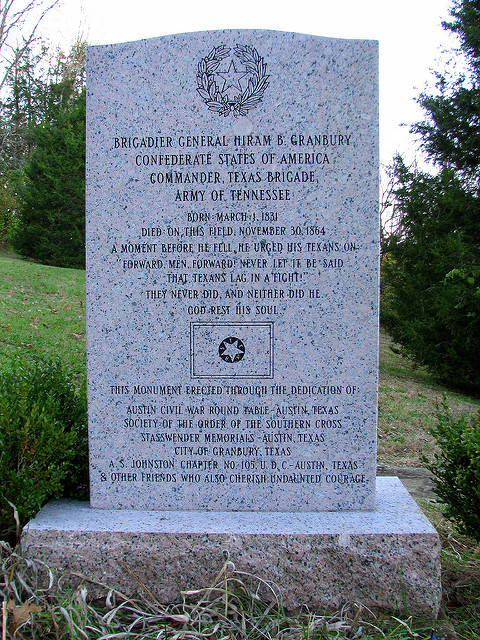 BRIGADIER GENERAL HIRAM B. GRANBURY
CONFEDERATE STATES OF AMERICA
COMMANDER, TEXAS BRIGADE,
ARMY OF TENNESSEE
BORN MARCH 1, 1831
DIED ON THIS FIELD, NOVEMBER 30, 1864
A MOMENT BEFORE HE FELL, HE URGED HIS TEXANS ON-
"FORWARD, MEN, FORWARD! NEVER LET IT BE SAID
THAT TEXANS LAG IN A FIGHT!"
THEY NEVER DID, AND NEITHER DID HE.
GOD REST HIS SOUL.
THIS MONUMENT ERECTED THROUGH THE DEDICATION OF:
AUSTIN CIVIL WAR ROUND TABLE-AUSTIN, TEXAS
SOCIETY OF THE ORDER OF THE SOUTHERN CROSS
STASSWENDER MEMORIALS-AUSTIN, TEXAS
CITY OF GRANBURY, TEXAS
A. S. JOHNSTON CHAPTER NO. 105, U. D. C.-AUSTIN, TEXAS
& OTHER FRIENDS WHO ALSO CHERISH UNDAUNTED COURAGE.